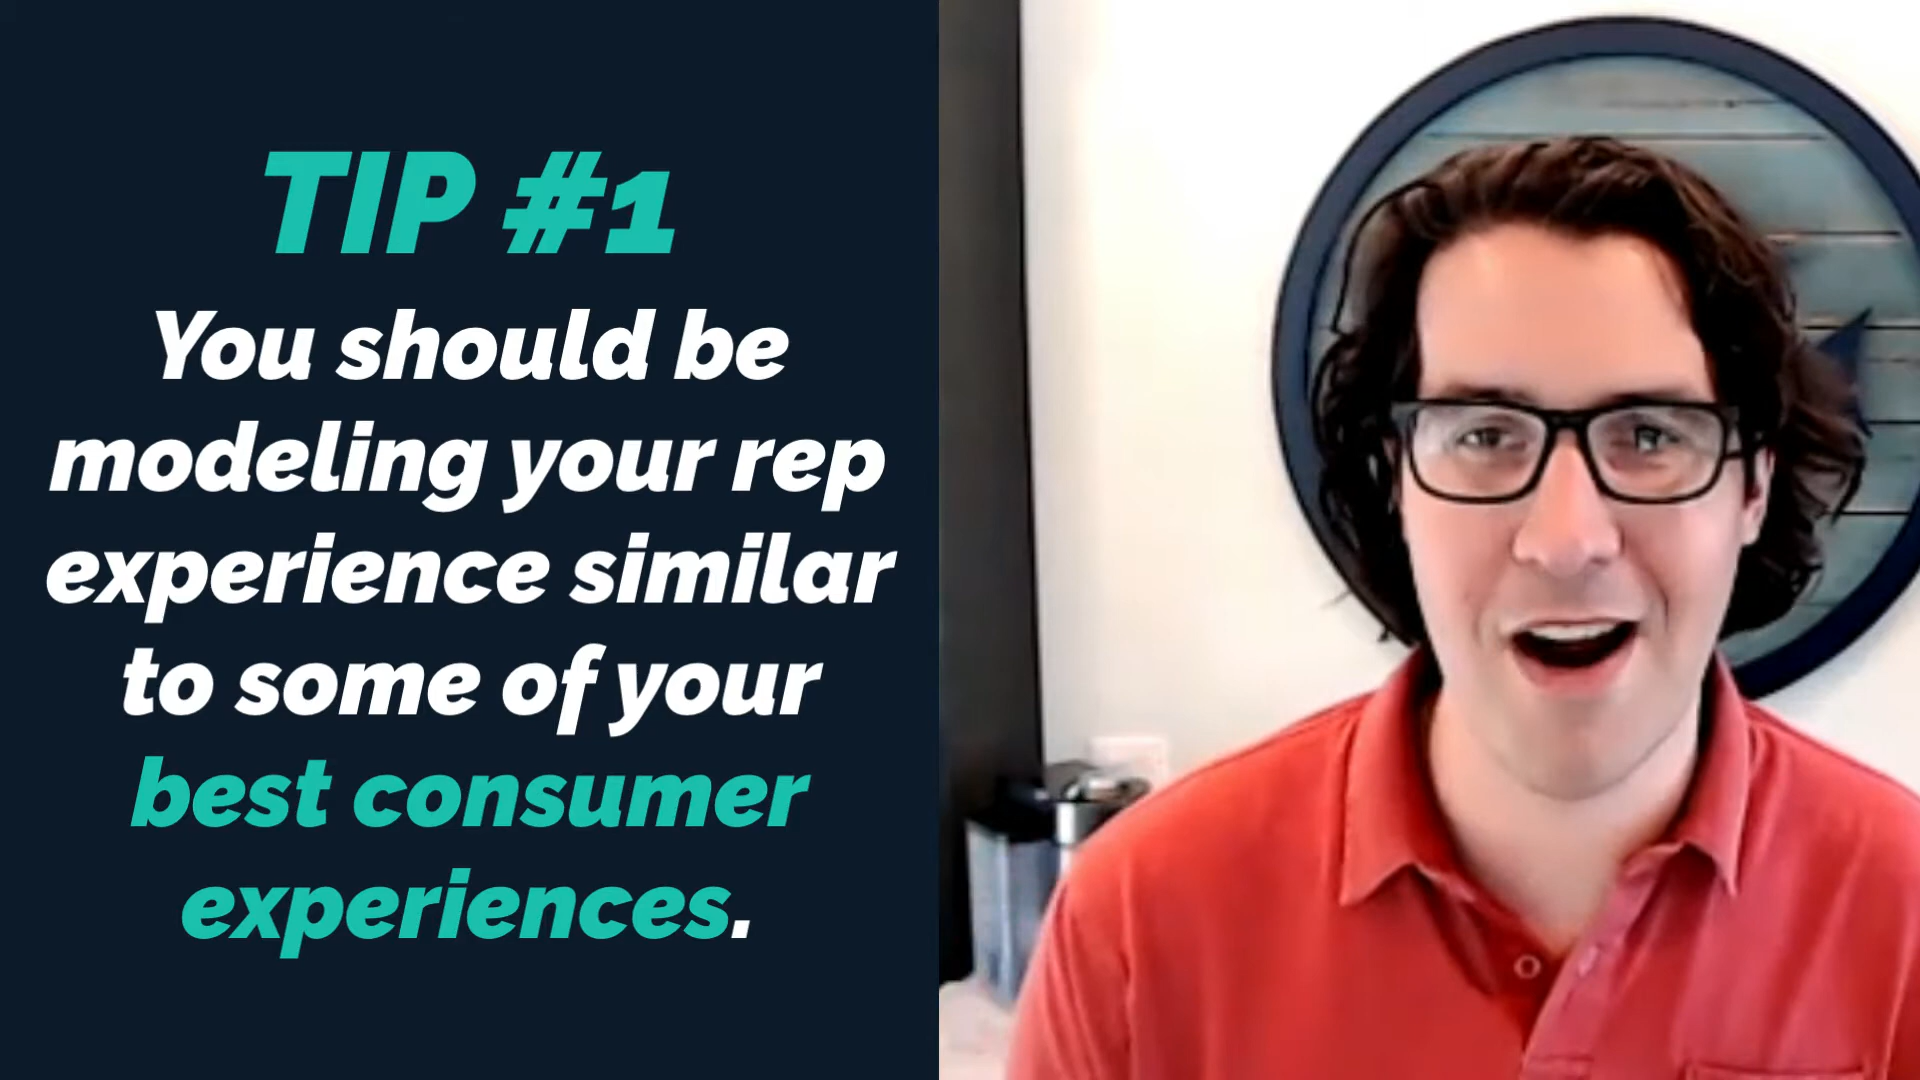 TIP #1
You should be
modeling your rep
experience similar
to some of your
best consumer
experiences.